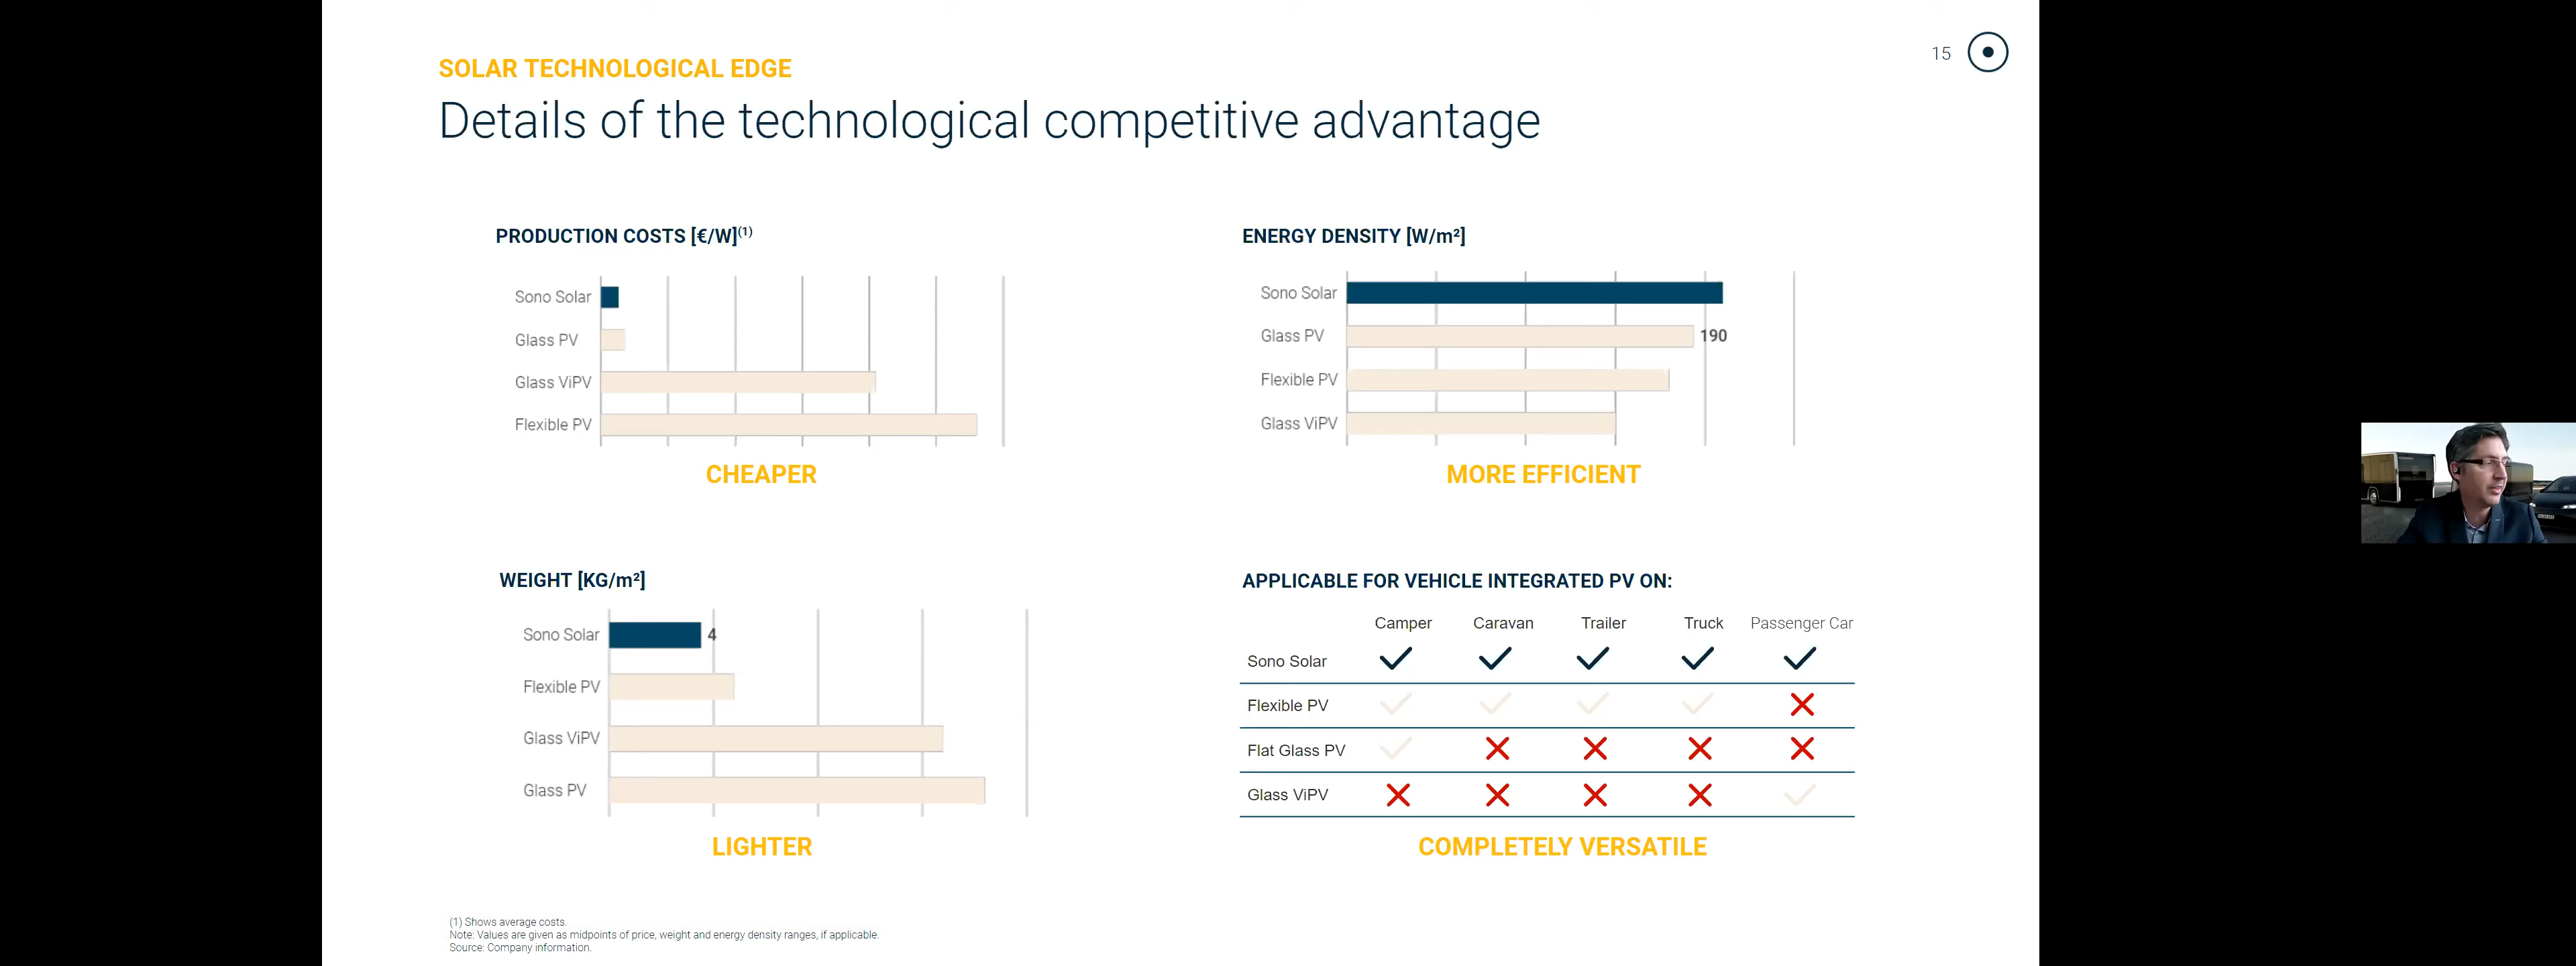 15
SOLAR TECHNOLOGICAL EDGE
Details of the technological competitive advantage
PRODUCTION COSTS [€/W](1)
Sono Solar
Glass PV
Glass ViPV
Flexible PV
CHEAPER
ENERGY DENSITY [W/m²]
Sono Solar
Glass PV 190
Flexible PV
Glass ViPV
MORE EFFICIENT
WEIGHT [KG/m²]
Sono Solar 4
Flexible PV
Glass ViPV
Glass PV
LIGHTER
APPLICABLE FOR VEHICLE INTEGRATED PV ON:
Camper Caravan Trailer Truck Passenger Car
Sono Solar
Flexible PV
Flat Glass PV
Glass ViPV
COMPLETELY VERSATILE
(1) Shows average costs.
Note: Values are given as midpoints of price, weight and energy density ranges, if applicable.
Source: Company information.